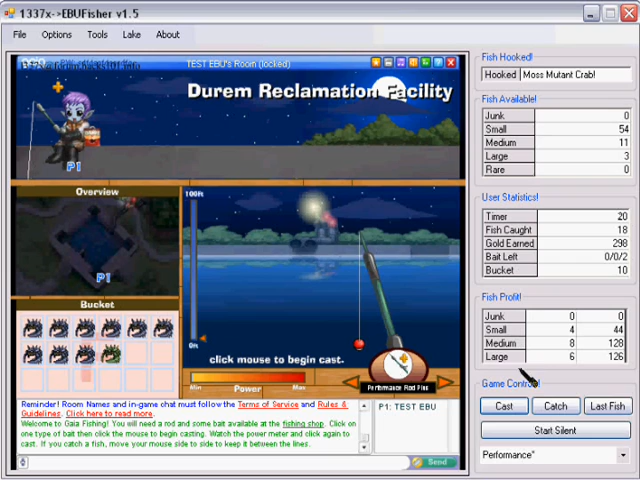 1337x->EBUFisher v1.5
File Options Tools Lake About
TEST EBU's Room (locked)
Durem Reclamation Facility
P1
Overview
P1
Bucket
100Ft
0Ft
click mouse to begin cast.
Min Power Max
Performance Rod Plus
Reminder! Room Names and in-game chat must follow the Terms of Service and Rules &
Guidelines. Click here to read more.
Welcome to Gaia Fishing! You will need a rod and some bait available at the fishing shop. Click on
one type of bait then click the mouse to begin casting. Watch the power meter and click again to
cast. If you catch a fish, move your mouse side to side to keep it between the lines.
P1: TEST EBU
Send
Fish Hooked!
Hooked Moss Mutant Crab!
Fish Available!
Junk 0
Small 54
Medium 11
Large 3
Rare 0
User Statistics!
Timer 20
Fish Caught 18
Gold Earned 298
Bait Left 0/0/2
Bucket 10
Fish Profit!
Junk 0 0
Small 4 44
Medium 8 128
Large 6 126
Game Control!
Cast Catch Last Fish
Start Silent
Performance*